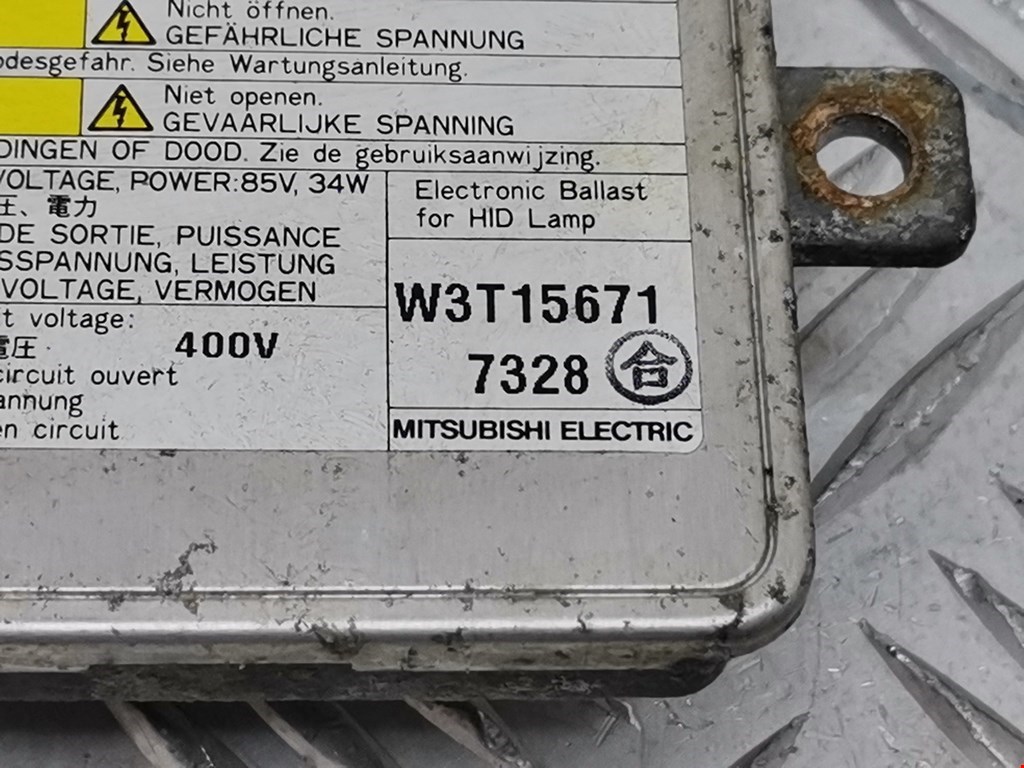 Nicht öffnen.
GEFÄHRLICHE SPANNUNG
odesgefahr. Siehe Wartungsanleitung.
Niet openen.
GEVAARLIJKE SPANNING
DINGEN OF DOOD. Zie de gebruiksaanwijzing.
VOLTAGE, POWER:85V, 34W
圧、電力
DE SORTIE, PUISSANCE
SSPANNUNG, LEISTUNG
VOLTAGE, VERMOGEN
t voltage:
電圧
400V
circuit ouvert
annung
en circuit
Electronic Ballast
for HID Lamp
W3T15671
7328 合
MITSUBISHI ELECTRIC